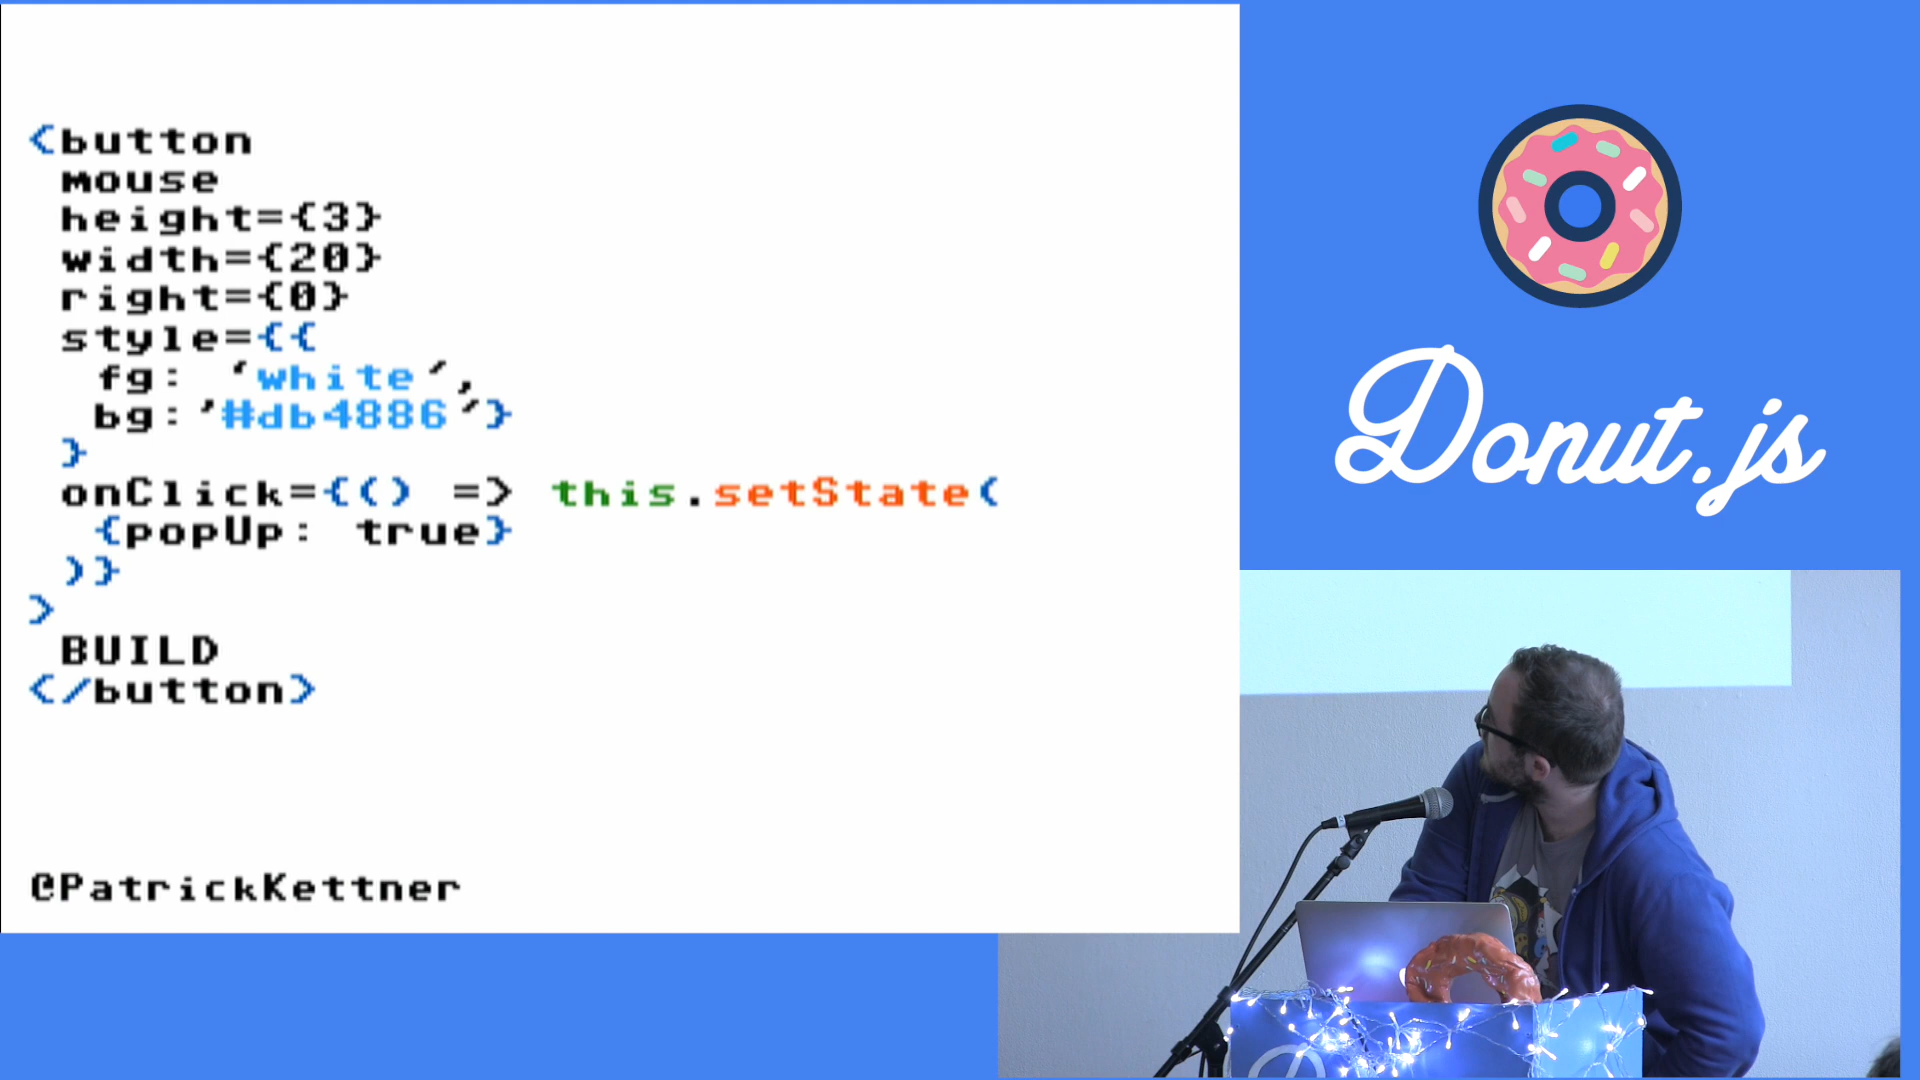 <button
mouse
height={3}
width={20}
right={0}
style={{
fg: 'white',
bg:'#db4886'}
}
onClick={() => this.setState(
{popUp: true}
)}
>
BUILD
</button>
@PatrickKettner
Donut.js